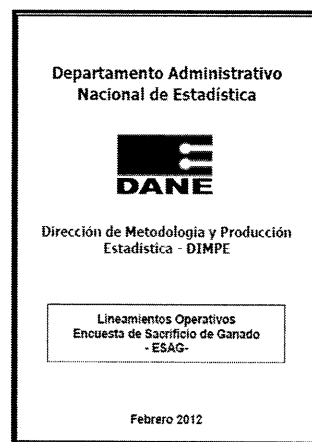 Departamento Administrativo
Nacional de Estadística
DANE
Dirección de Metodología y Producción
Estadística - DIMPE
Lineamientos Operativos
Encuesta de Sacrificio de Ganado
- ESAG-
Febrero 2012